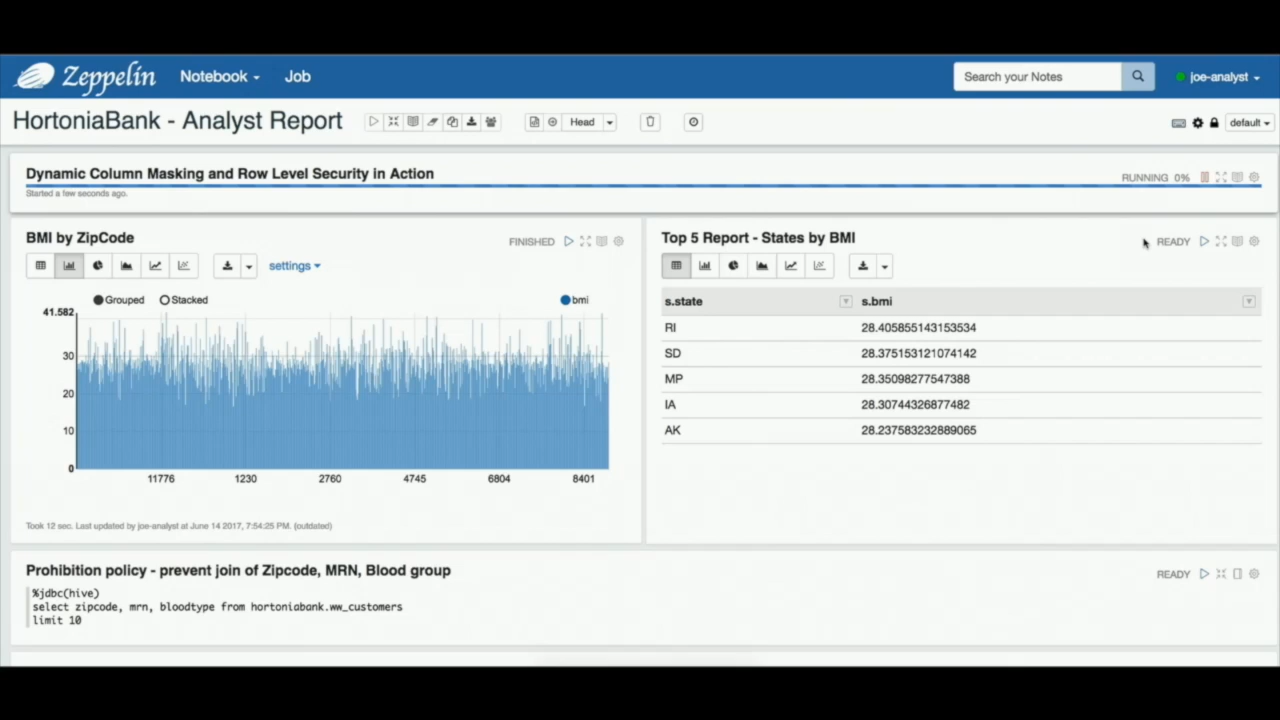 Zeppelin Notebook Job Search your Notes joe-analyst
HortoniaBank - Analyst Report Head default
Dynamic Column Masking and Row Level Security in Action
RUNNING 0%
Started a few seconds ago.
BMI by ZipCode
FINISHED
settings
Grouped Stacked bmi
41.582
30
20
10
0
11776 1230 2760 4745 6804 8401
Took 12 sec. Last updated by joe-analyst at June 14 2017, 7:54:25 PM. (outdated)
Top 5 Report - States by BMI
READY
s.state s.bmi
RI 28.405855143153534
SD 28.375153121074142
MP 28.35098277547388
IA 28.30744326877482
AK 28.237583232889065
Prohibition policy - prevent join of Zipcode, MRN, Blood group
READY
%jdbc(hive)
select zipcode, mrn, bloodtype from hortoniabank.ww_customers
limit 10